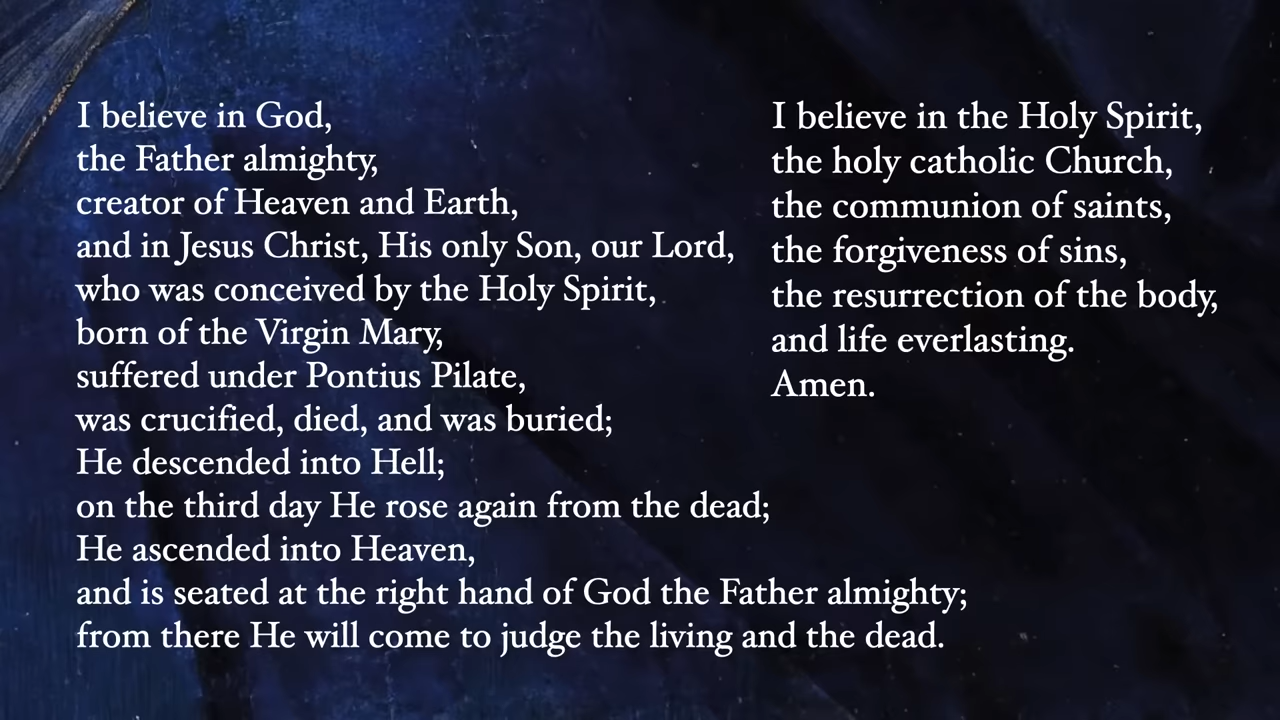 I believe in God,
the Father almighty,
creator of Heaven and Earth,
and in Jesus Christ, His only Son, our Lord,
who was conceived by the Holy Spirit,
born of the Virgin Mary,
suffered under Pontius Pilate,
was crucified, died, and was buried;
He descended into Hell;
on the third day He rose again from the dead;
He ascended into Heaven,
and is seated at the right hand of God the Father almighty;
from there He will come to judge the living and the dead.
I believe in the Holy Spirit,
the holy catholic Church,
the communion of saints,
the forgiveness of sins,
the resurrection of the body,
and life everlasting.
Amen.